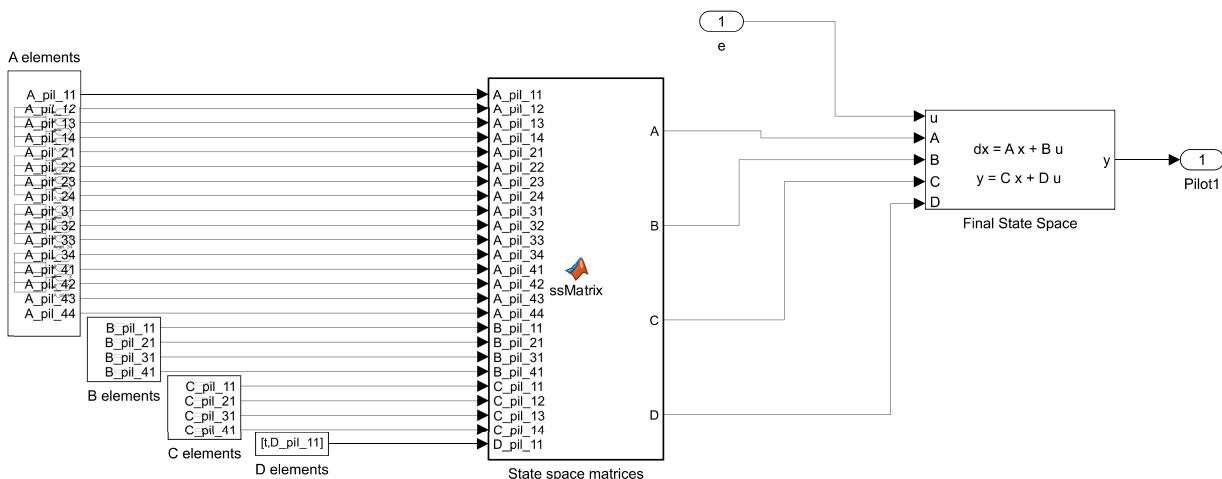 A elements
A_pil_11
A_pil_12
A_pil_13
A_pil_14
A_pil_21
A_pil_22
A_pil_23
A_pil_24
A_pil_31
A_pil_32
A_pil_33
A_pil_34
A_pil_41
A_pil_42
A_pil_43
A_pil_44
B_pil_11
B_pil_21
B_pil_31
B_pil_41
B elements
C_pil_11
C_pil_21
C_pil_31
C_pil_41
C elements
[t,D_pil_11]
D elements
A_pil_11
A_pil_12
A_pil_13
A_pil_14
A_pil_21
A_pil_22
A_pil_23
A_pil_24
A_pil_31
A_pil_32
A_pil_33
A_pil_34
A_pil_41
A_pil_42
A_pil_43
A_pil_44
B_pil_11
B_pil_21
B_pil_31
B_pil_41
C_pil_11
C_pil_12
C_pil_13
C_pil_14
D_pil_11
ssMatrix
A
B
C
D
State space matrices
1
e
u
A
B
C
D
dx = A x + B u
y = C x + D u
y
Final State Space
1
Pilot1